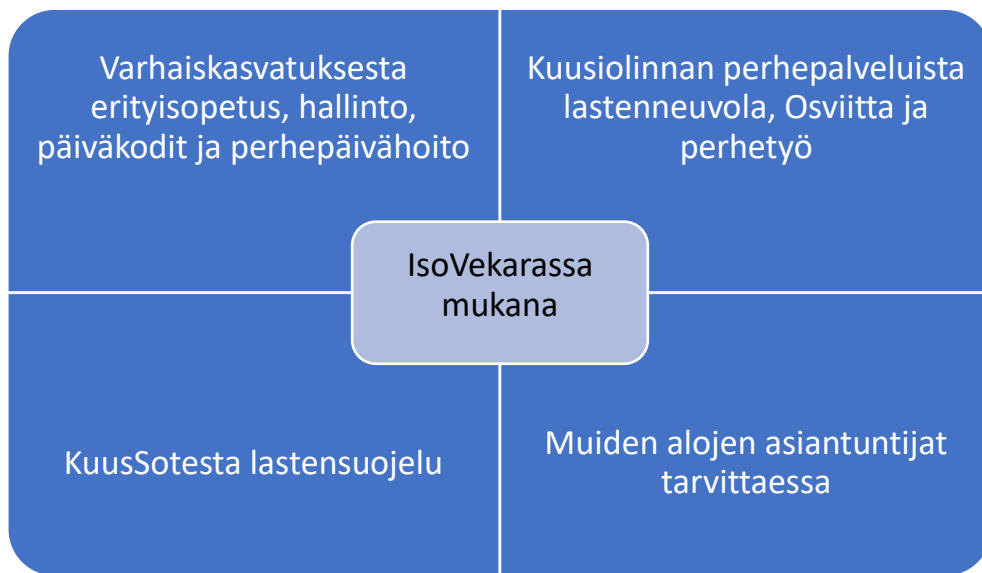 Varhaiskasvatuksesta
erityisopetus, hallinto,
päiväkodit ja perhepäivähoito
Kuusiolinnan perhepalveluista
lastenneuvola, Osviitta ja
perhetyö
IsoVekarassa
mukana
KuusSotesta lastensuojelu
Muiden alojen asiantuntijat
tarvittaessa